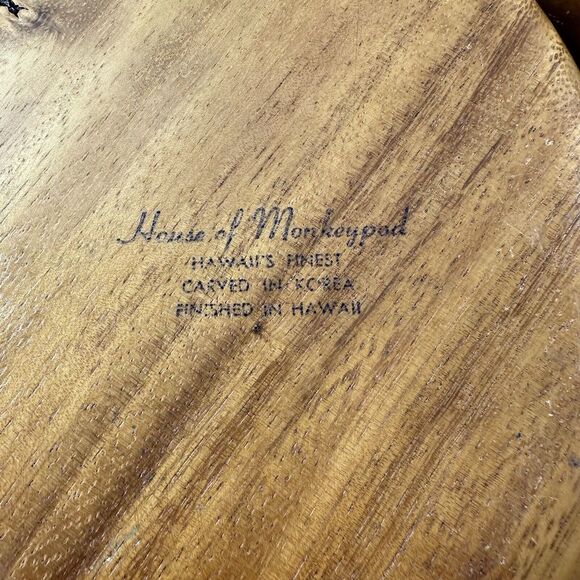 House of Monkeypod
HAWAII'S FINEST
CARVED IN KOREA
FINISHED IN HAWAII